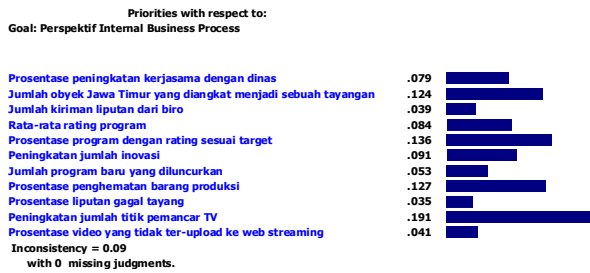 Priorities with respect to:
Goal: Perspektif Internal Business Process
Prosentase peningkatan kerjasama dengan dinas .079
Jumlah obyek Jawa Timur yang diangkat menjadi sebuah tayangan .124
Jumlah kiriman liputan dari biro .039
Rata-rata rating program .084
Prosentase program dengan rating sesuai target .136
Peningkatan jumlah inovasi .091
Jumlah program baru yang diluncurkan .053
Prosentase penghematan barang produksi .127
Prosentase liputan gagal tayang .035
Peningkatan jumlah titik pemancar TV .191
Prosentase video yang tidak ter-upload ke web streaming .041
Inconsistency = 0.09
with 0 missing judgments.